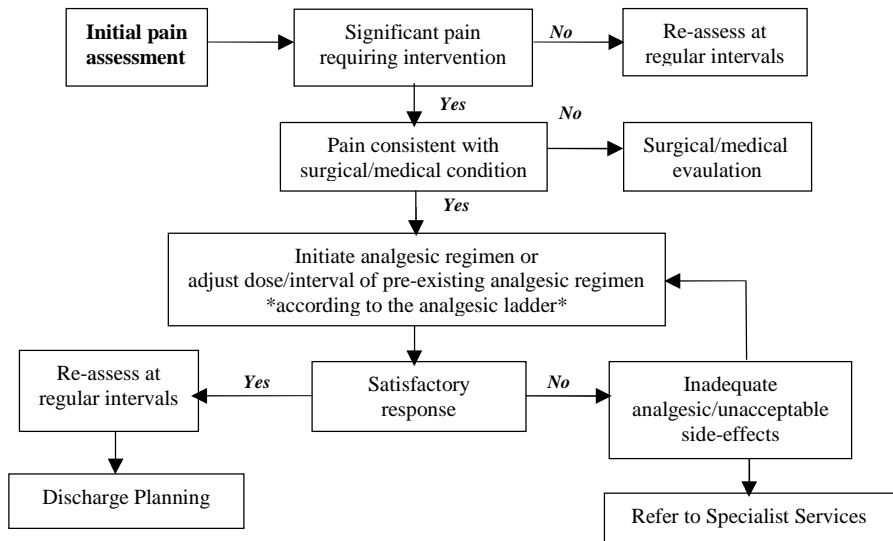 Initial pain
assessment
Significant pain
requiring intervention
No
Re-assess at
regular intervals
Yes
Pain consistent with
surgical/medical condition
No
Surgical/medical
evaulation
Yes
Initiate analgesic regimen or
adjust dose/interval of pre-existing analgesic regimen
*according to the analgesic ladder*
Re-assess at
regular intervals
Yes
Satisfactory
response
No
Inadequate
analgesic/unacceptable
side-effects
Discharge Planning
Refer to Specialist Services